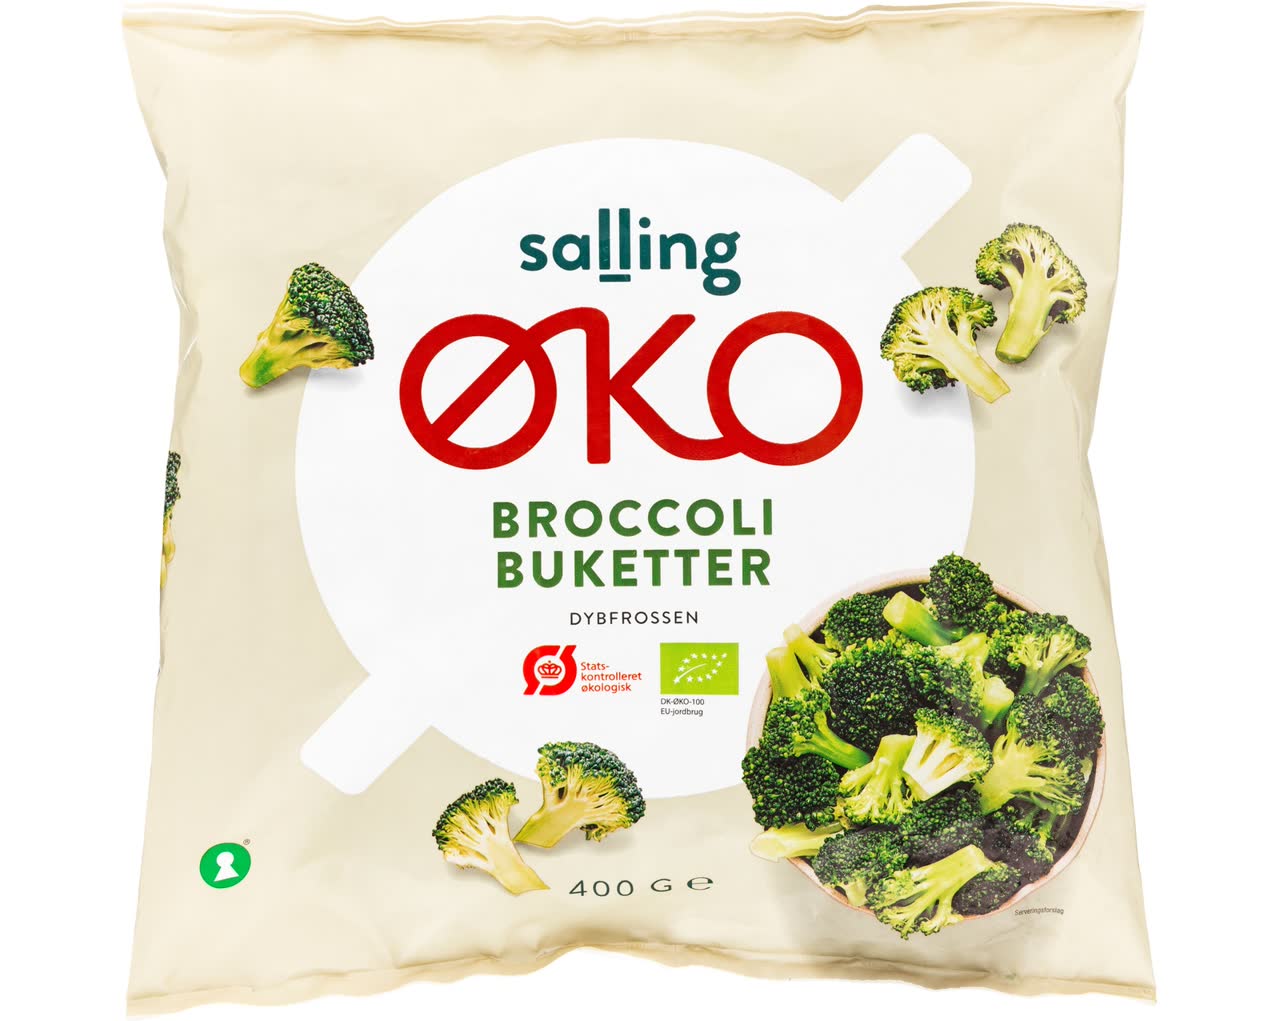 salling
ØKO
BROCCOLI
BUKETTER
DYBFROSSEN
Stats-
kontrolleret
økologisk
DK-ØKO-100
EU-jordbrug
®
400 G ℮
Serveringsforslag